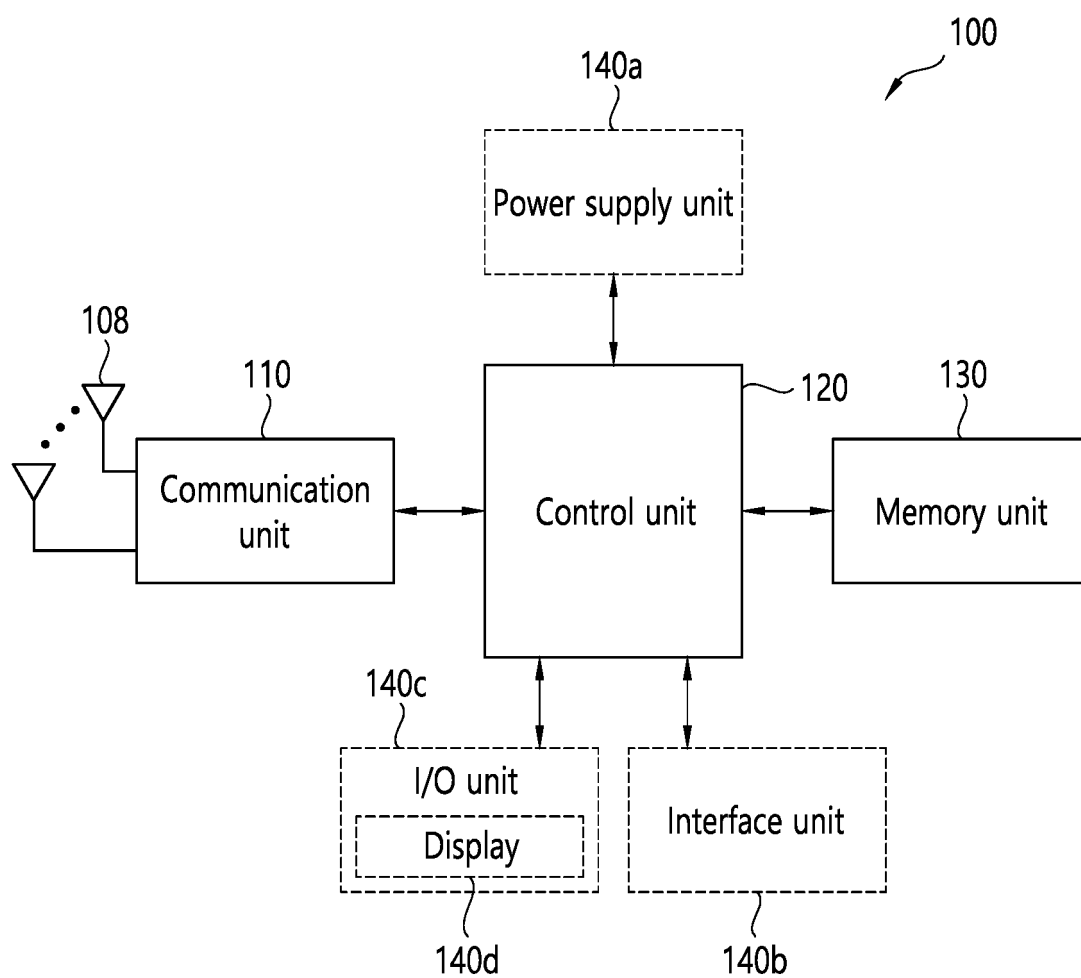 100
140a
Power supply unit
108
110
120
130
Communication
unit
Control unit
Memory unit
140c
I/O unit
Display
Interface unit
140d
140b